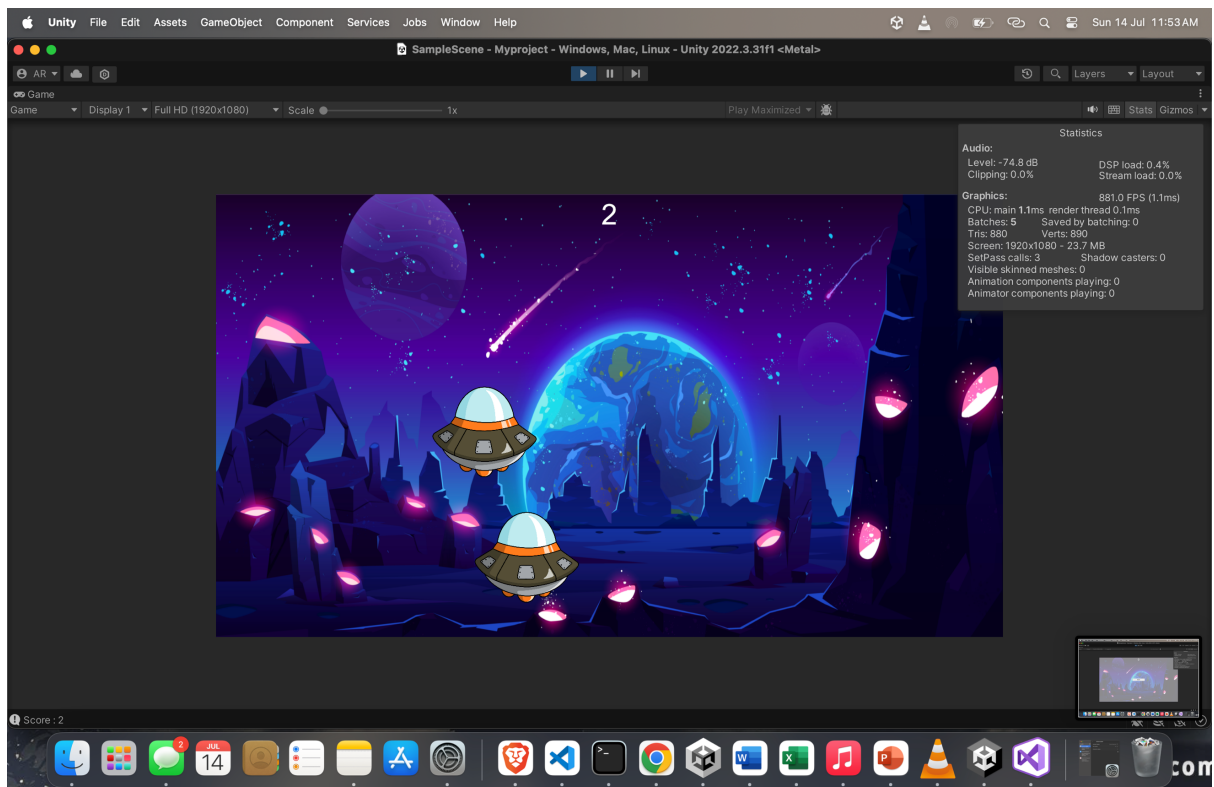 Unity File Edit Assets GameObject Component Services Jobs Window Help Sun 14 Jul 11:53 AM
SampleScene - Myproject - Windows, Mac, Linux - Unity 2022.3.31f1 <Metal>
AR Layers Layout
Game
Game Display 1 Full HD (1920x1080) Scale 1x Play Maximized Stats Gizmos
Statistics
Audio:
Level: -74.8 dB DSP load: 0.4%
Clipping: 0.0% Stream load: 0.0%
Graphics: 881.0 FPS (1.1ms)
CPU: main 1.1ms render thread 0.1ms
Batches: 5 Saved by batching: 0
Tris: 880 Verts: 890
Screen: 1920x1080 - 23.7 MB
SetPass calls: 3 Shadow casters: 0
Visible skinned meshes: 0
Animation components playing: 0
Animator components playing: 0
2
Score : 2
2
JUL
14
com